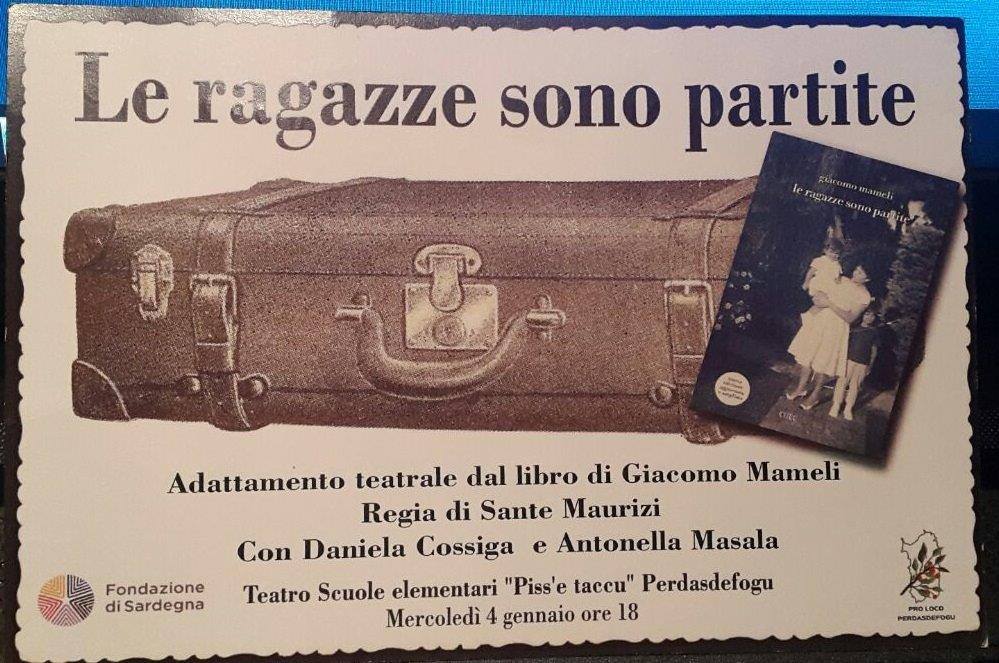 Le ragazze sono partite
giacomo mameli
le ragazze sono partite
CUEC
Adattamento teatrale dal libro di Giacomo Mameli
Regia di Sante Maurizi
Con Daniela Cossiga e Antonella Masala
Teatro Scuole elementari "Piss'e taccu" Perdasdefogu
Mercoledì 4 gennaio ore 18
Fondazione
di Sardegna
PRO LOCO
PERDASDEFOGU